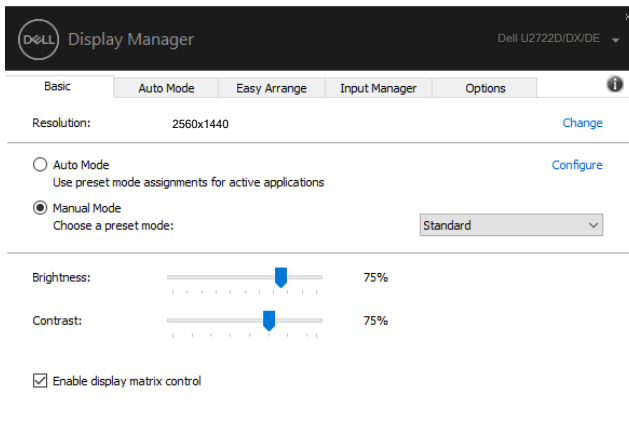 DELL Display Manager Dell U2722D/DX/DE
Basic Auto Mode Easy Arrange Input Manager Options
Resolution: 2560x1440 Change
Auto Mode Configure
Use preset mode assignments for active applications
Manual Mode
Choose a preset mode: Standard
Brightness: 75%
Contrast: 75%
Enable display matrix control